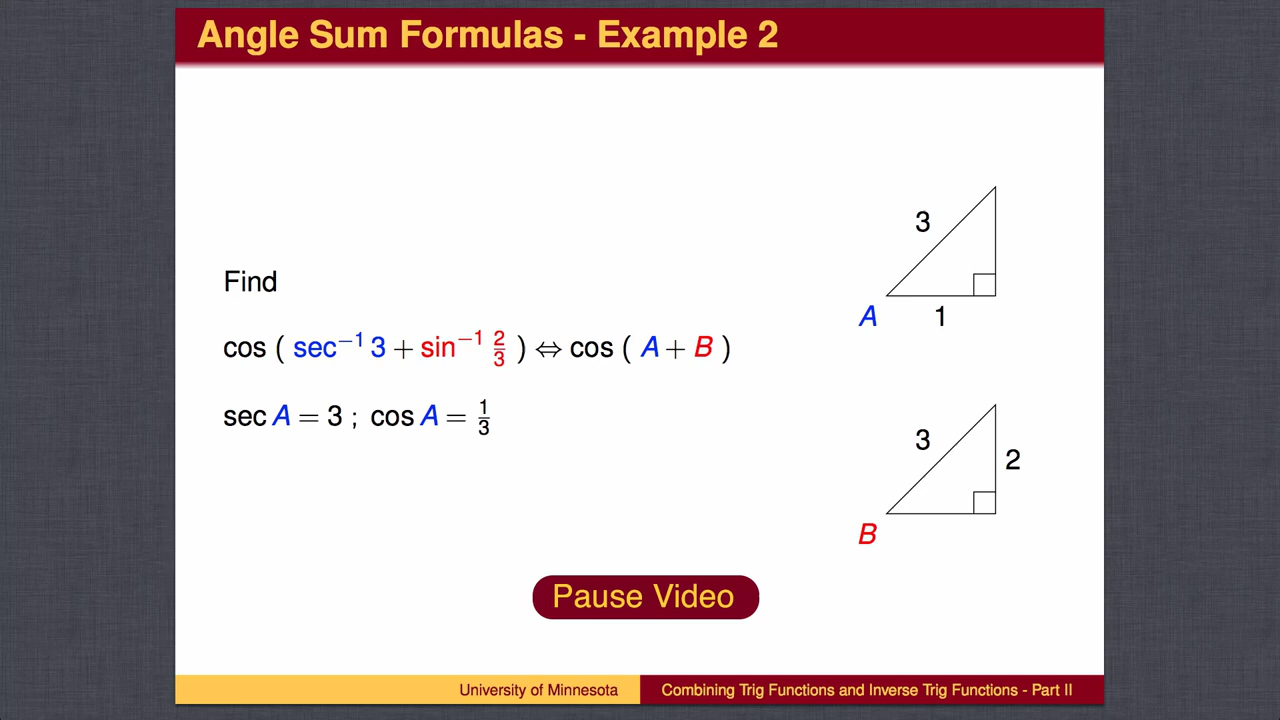 Angle Sum Formulas - Example 2
Find
cos ( sec⁻¹ 3 + sin⁻¹ 2/3 ) ⇔ cos ( A + B )
sec A = 3 ; cos A = 1/3
3
A
1
3
2
B
Pause Video
University of Minnesota
Combining Trig Functions and Inverse Trig Functions - Part II